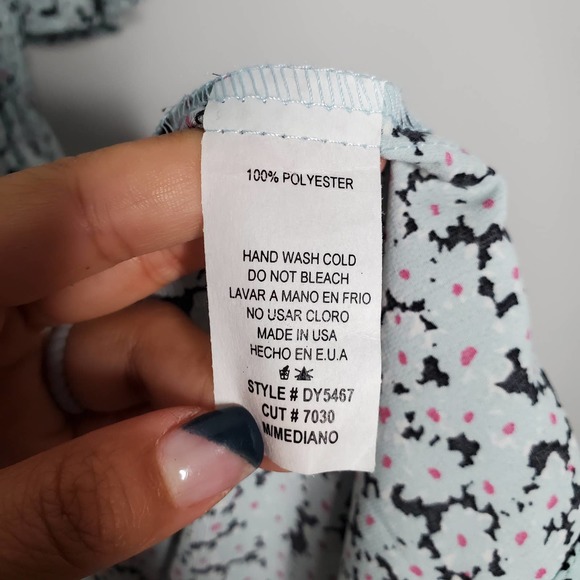 100% POLYESTER
HAND WASH COLD
DO NOT BLEACH
LAVAR A MANO EN FRIO
NO USAR CLORO
MADE IN USA
HECHO EN E.U.A
STYLE # DY5467
CUT # 7030
M/MEDIANO